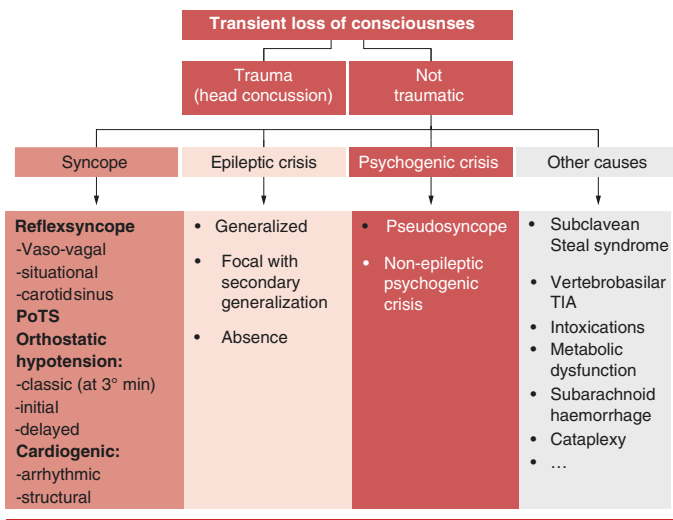 Transient loss of consciousnses
Trauma
(head concussion)
Not
traumatic
Syncope
Epileptic crisis
Psychogenic crisis
Other causes
Reflexsyncope
-Vaso-vagal
-situational
-carotidsinus
PoTS
Orthostatic
hypotension:
-classic (at 3° min)
-initial
-delayed
Cardiogenic:
-arrhythmic
-structural
• Generalized
• Focal with
secondary
generalization
• Absence
• Pseudosyncope
• Non-epileptic
psychogenic
crisis
• Subclavean
Steal syndrome
• Vertebrobasilar
TIA
• Intoxications
• Metabolic
dysfunction
• Subarachnoid
haemorrhage
• Cataplexy
• …